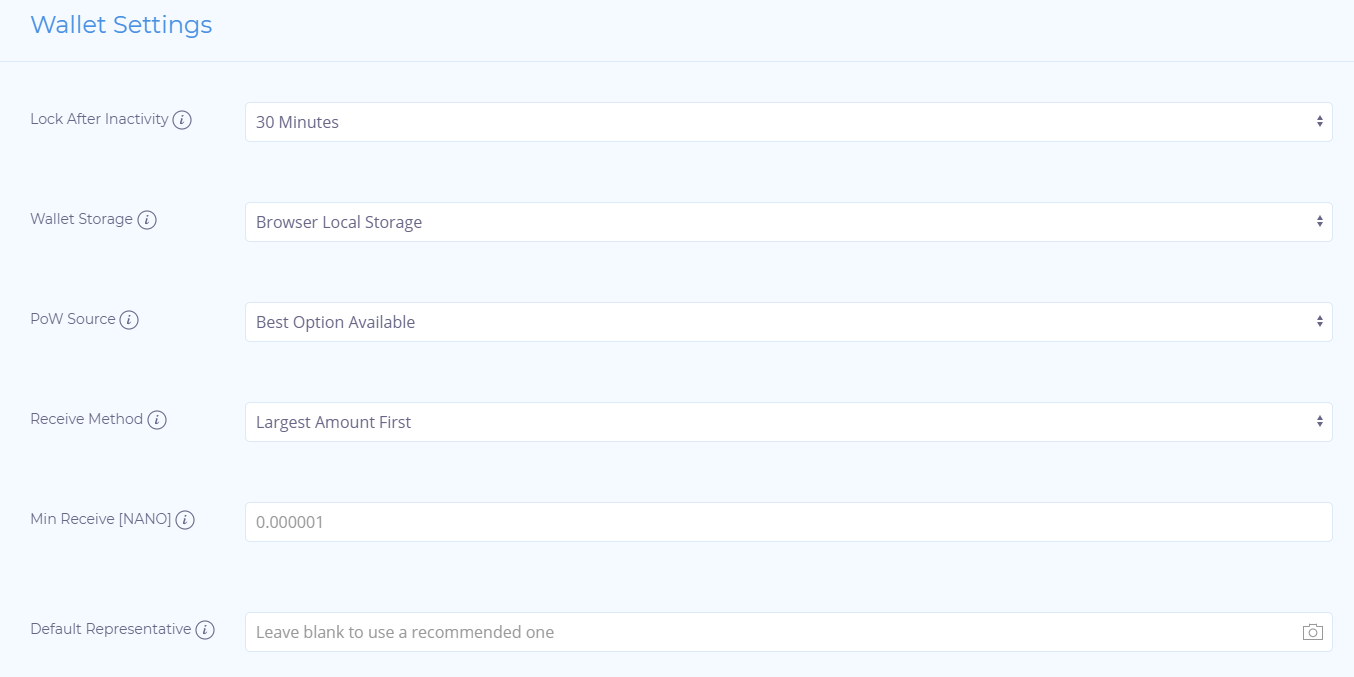 Wallet Settings
Lock After Inactivity i 30 Minutes
Wallet Storage i Browser Local Storage
PoW Source i Best Option Available
Receive Method i Largest Amount First
Min Receive [NANO] i 0.000001
Default Representative i Leave blank to use a recommended one